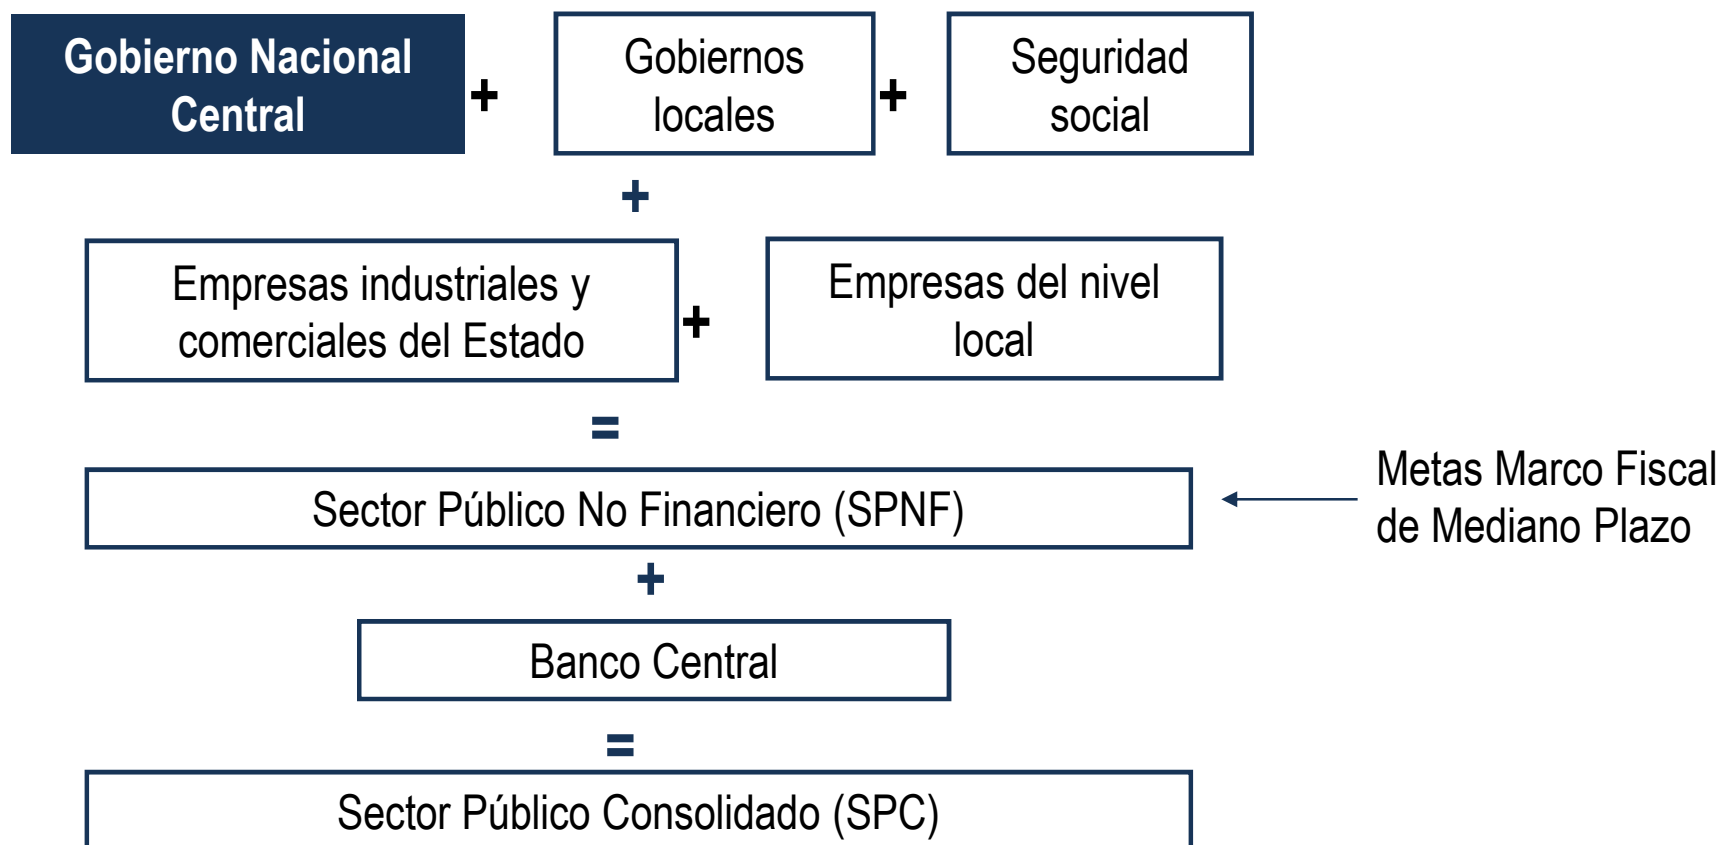 Gobierno Nacional
Central
+
Gobiernos
locales
+
Seguridad
social
+
Empresas industriales y
comerciales del Estado
+
Empresas del nivel
local
=
Sector Público No Financiero (SPNF)
Metas Marco Fiscal
de Mediano Plazo
+
Banco Central
=
Sector Público Consolidado (SPC)